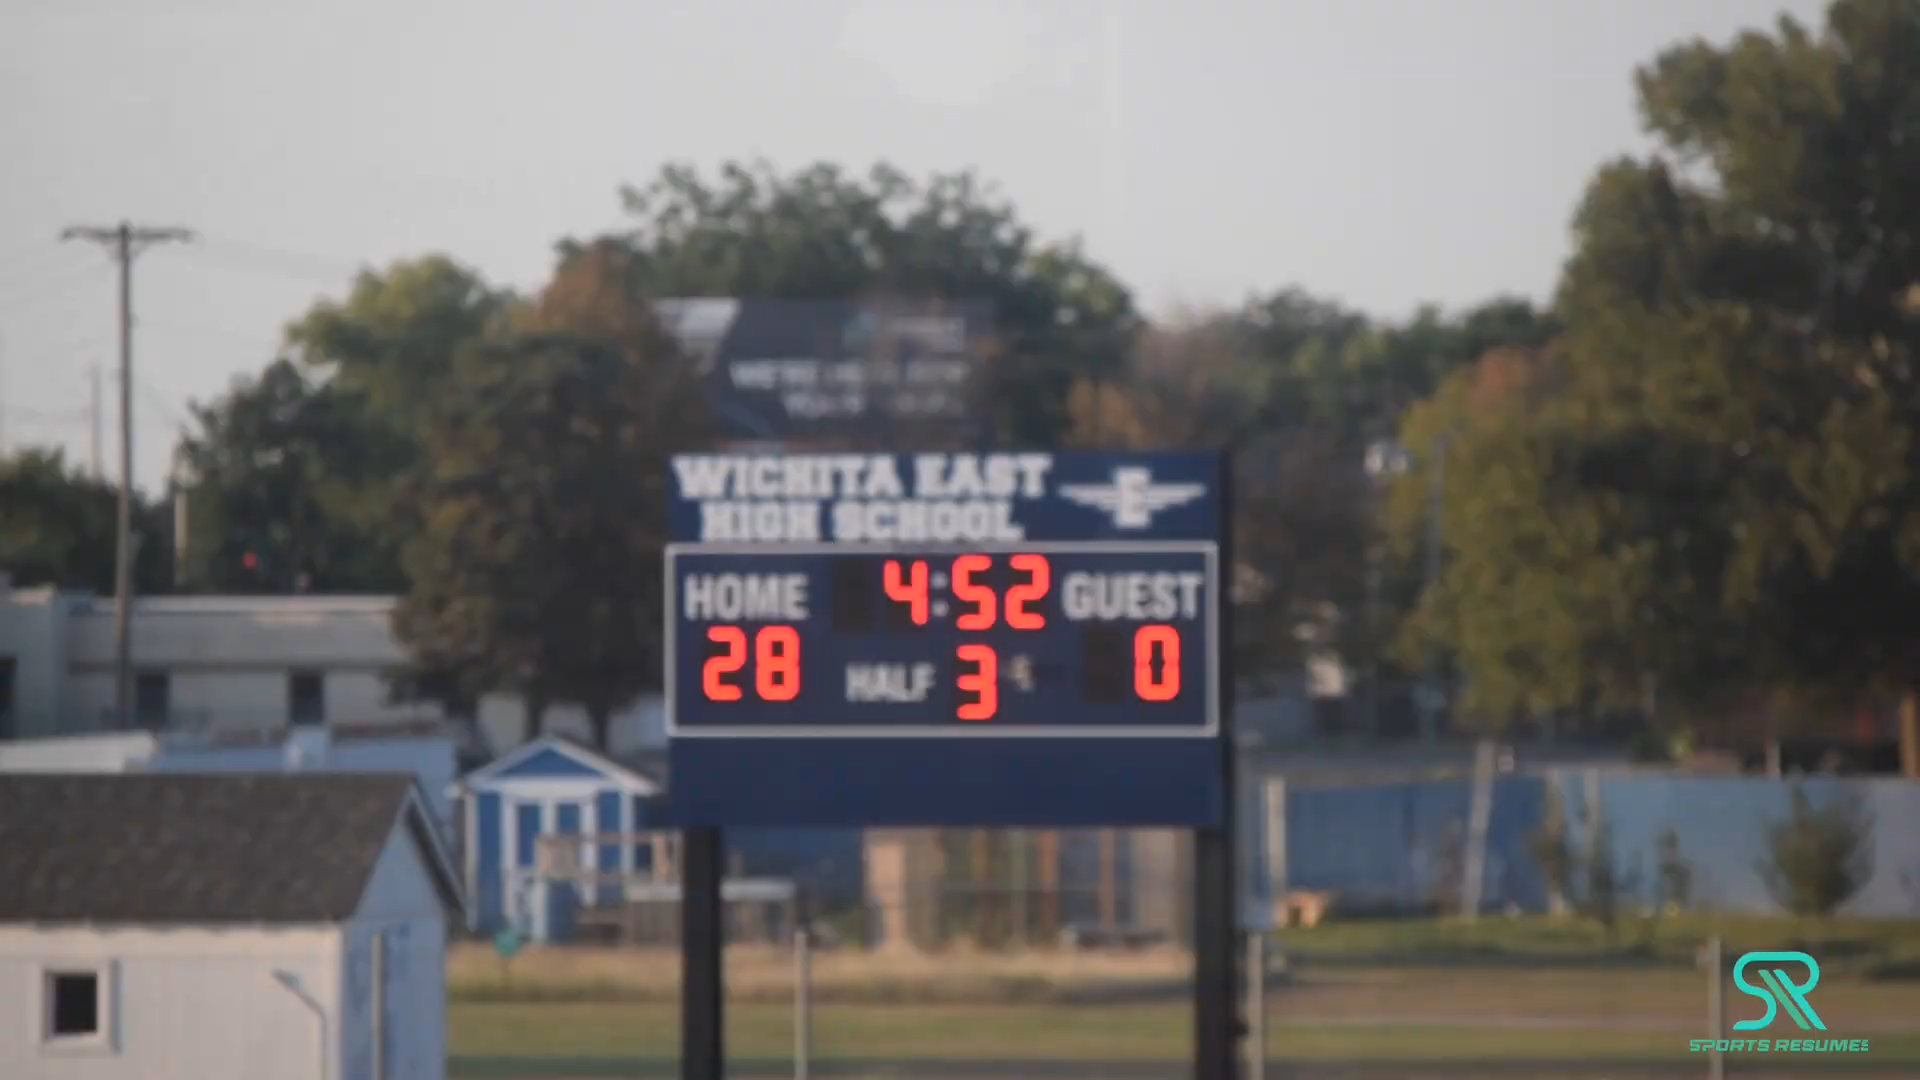 WICHITA EAST
HIGH SCHOOL
E
HOME 4:52 GUEST
28 HALF 3 0
SPORTS RESUMES